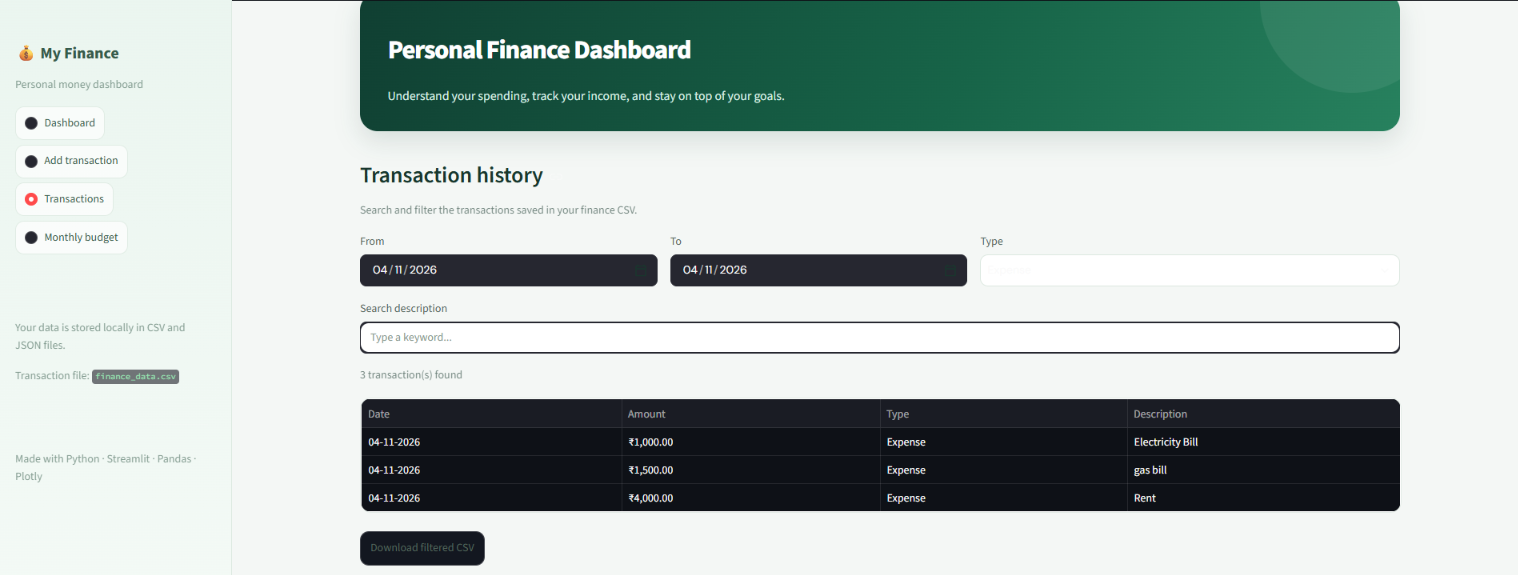 My Finance
Personal money dashboard
Dashboard
Add transaction
Transactions
Monthly budget
Your data is stored locally in CSV and
JSON files.
Transaction file: finance_data.csv
Made with Python · Streamlit · Pandas ·
Plotly
Personal Finance Dashboard
Understand your spending, track your income, and stay on top of your goals.
Transaction history
Search and filter the transactions saved in your finance CSV.
From To Type
04/11/2026 04/11/2026
Search description
Type a keyword...
3 transaction(s) found
Date Amount Type Description
04-11-2026 ₹1,000.00 Expense Electricity Bill
04-11-2026 ₹1,500.00 Expense gas bill
04-11-2026 ₹4,000.00 Expense Rent
Download filtered CSV